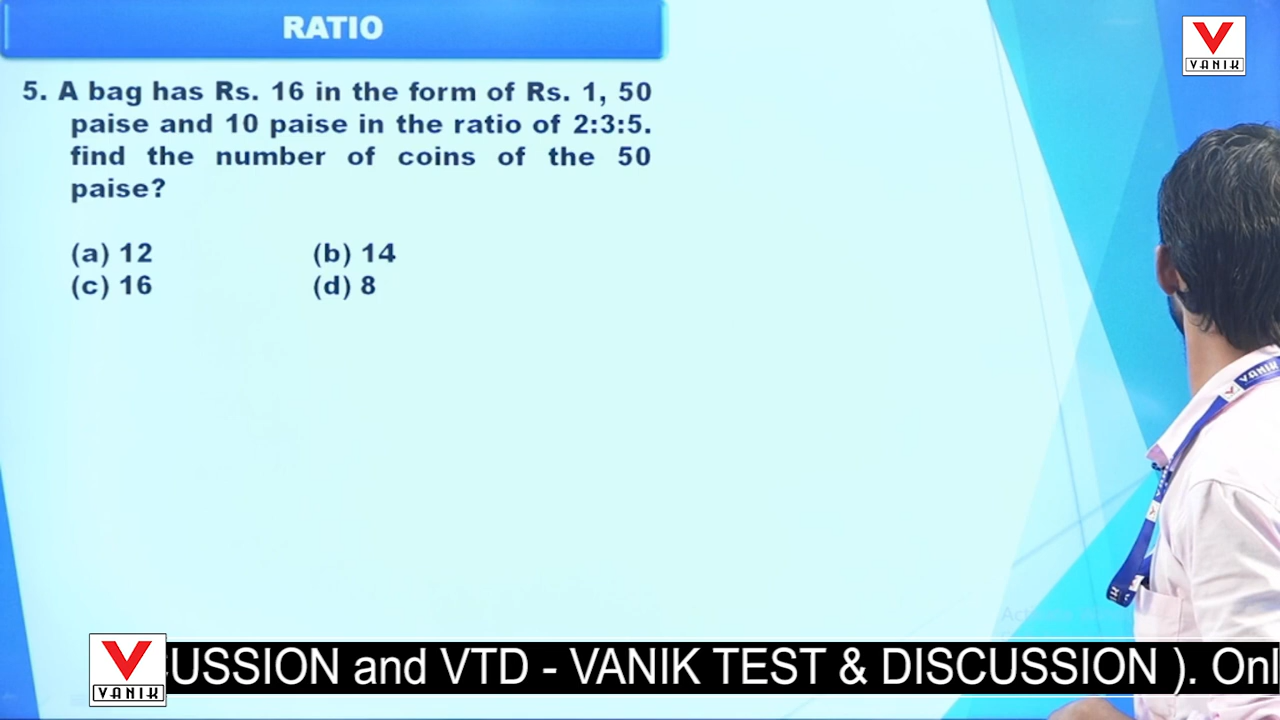 RATIO
VANIK
5. A bag has Rs. 16 in the form of Rs. 1, 50
paise and 10 paise in the ratio of 2:3:5.
find the number of coins of the 50
paise?
(a) 12 (b) 14
(c) 16 (d) 8
VANIK
VANIK
CUSSION and VTD - VANIK TEST & DISCUSSION ). Onl